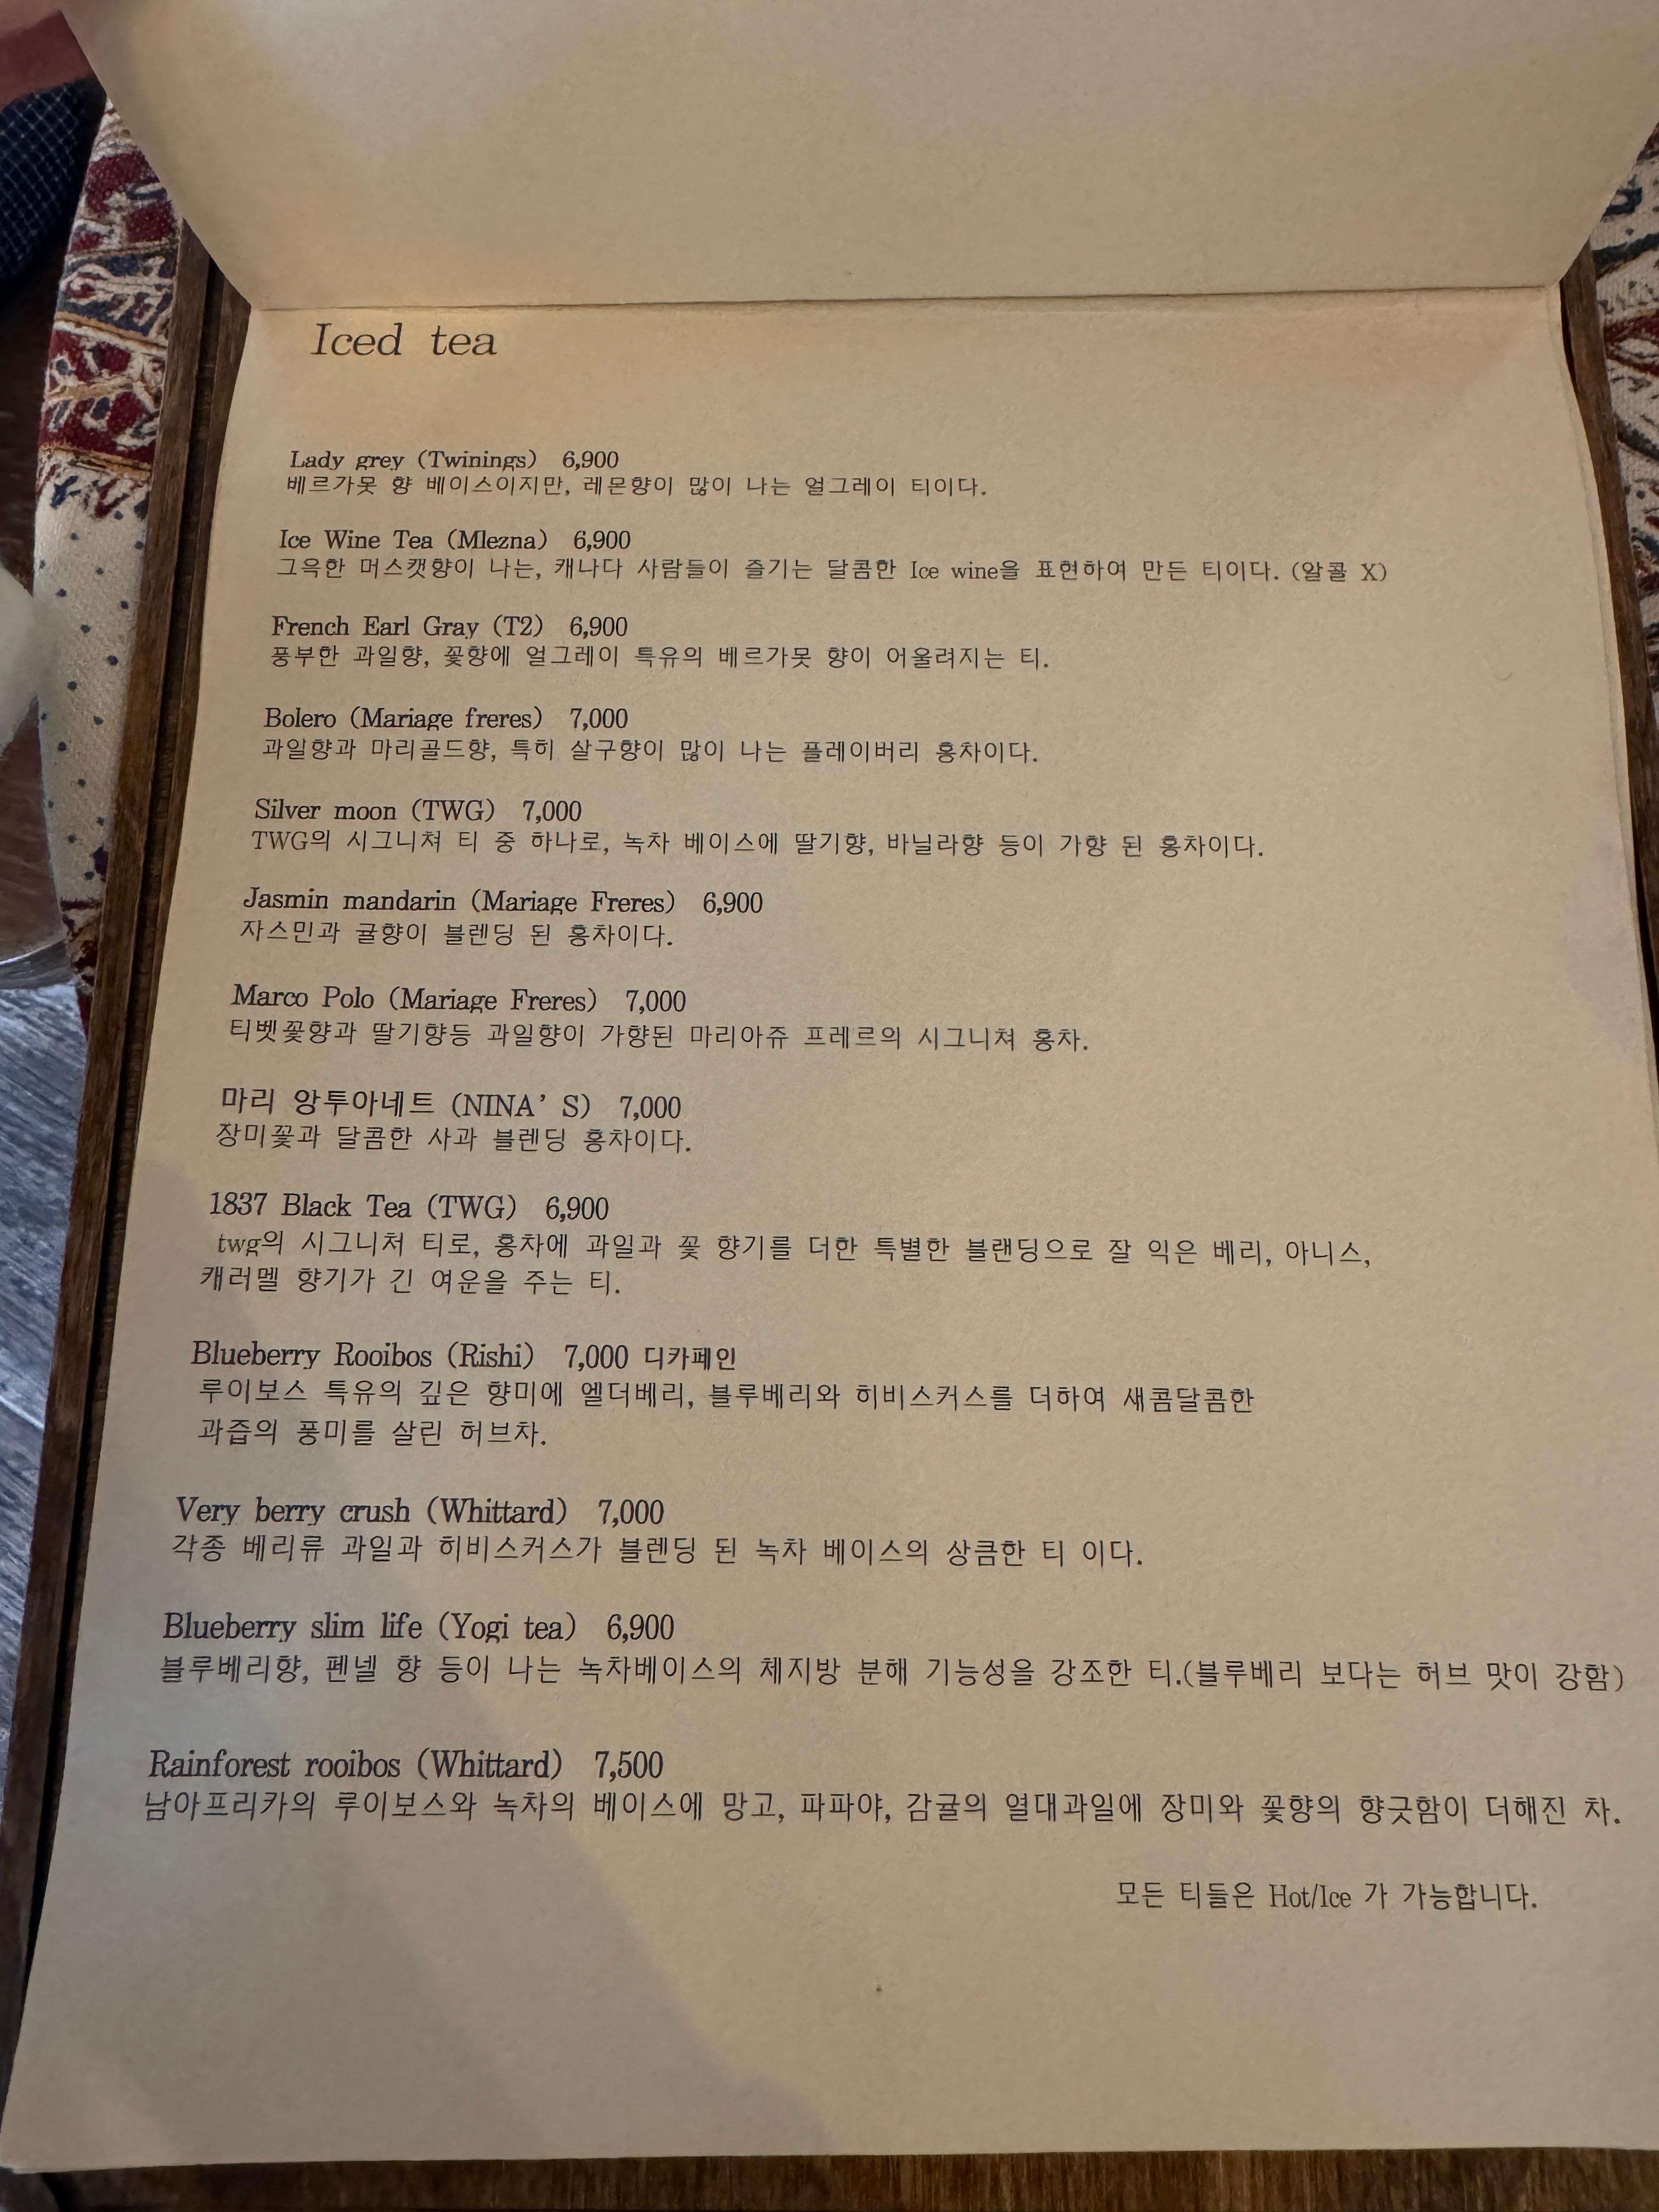 Iced tea
Lady grey (Twinings) 6,900
베르가못 향 베이스이지만, 레몬향이 많이 나는 얼그레이 티이다.
Ice Wine Tea (Mlezna) 6,900
그윽한 머스캣향이 나는, 캐나다 사람들이 즐기는 달콤한 Ice wine을 표현하여 만든 티이다. (알콜 X)
French Earl Gray (T2) 6,900
풍부한 과일향, 꽃향에 얼그레이 특유의 베르가못 향이 어울려지는 티.
Bolero (Mariage freres) 7,000
과일향과 마리골드향, 특히 살구향이 많이 나는 플레이버리 홍차이다.
Silver moon (TWG) 7,000
TWG의 시그니쳐 티 중 하나로, 녹차 베이스에 딸기향, 바닐라향 등이 가향 된 홍차이다.
Jasmin mandarin (Mariage Freres) 6,900
자스민과 귤향이 블렌딩 된 홍차이다.
Marco Polo (Mariage Freres) 7,000
티벳꽃향과 딸기향등 과일향이 가향된 마리아쥬 프레르의 시그니쳐 홍차.
마리 앙투아네트 (NINA' S) 7,000
장미꽃과 달콤한 사과 블렌딩 홍차이다.
1837 Black Tea (TWG) 6,900
twg의 시그니처 티로, 홍차에 과일과 꽃 향기를 더한 특별한 블랜딩으로 잘 익은 베리, 아니스,
캐러멜 향기가 긴 여운을 주는 티.
Blueberry Rooibos (Rishi) 7,000 디카페인
루이보스 특유의 깊은 향미에 엘더베리, 블루베리와 히비스커스를 더하여 새콤달콤한
과즙의 풍미를 살린 허브차.
Very berry crush (Whittard) 7,000
각종 베리류 과일과 히비스커스가 블렌딩 된 녹차 베이스의 상큼한 티 이다.
Blueberry slim life (Yogi tea) 6,900
블루베리향, 펜넬 향 등이 나는 녹차베이스의 체지방 분해 기능성을 강조한 티.(블루베리 보다는 허브 맛이 강함)
Rainforest rooibos (Whittard) 7,500
남아프리카의 루이보스와 녹차의 베이스에 망고, 파파야, 감귤의 열대과일에 장미와 꽃향의 향긋함이 더해진 차.
모든 티들은 Hot/Ice 가 가능합니다.